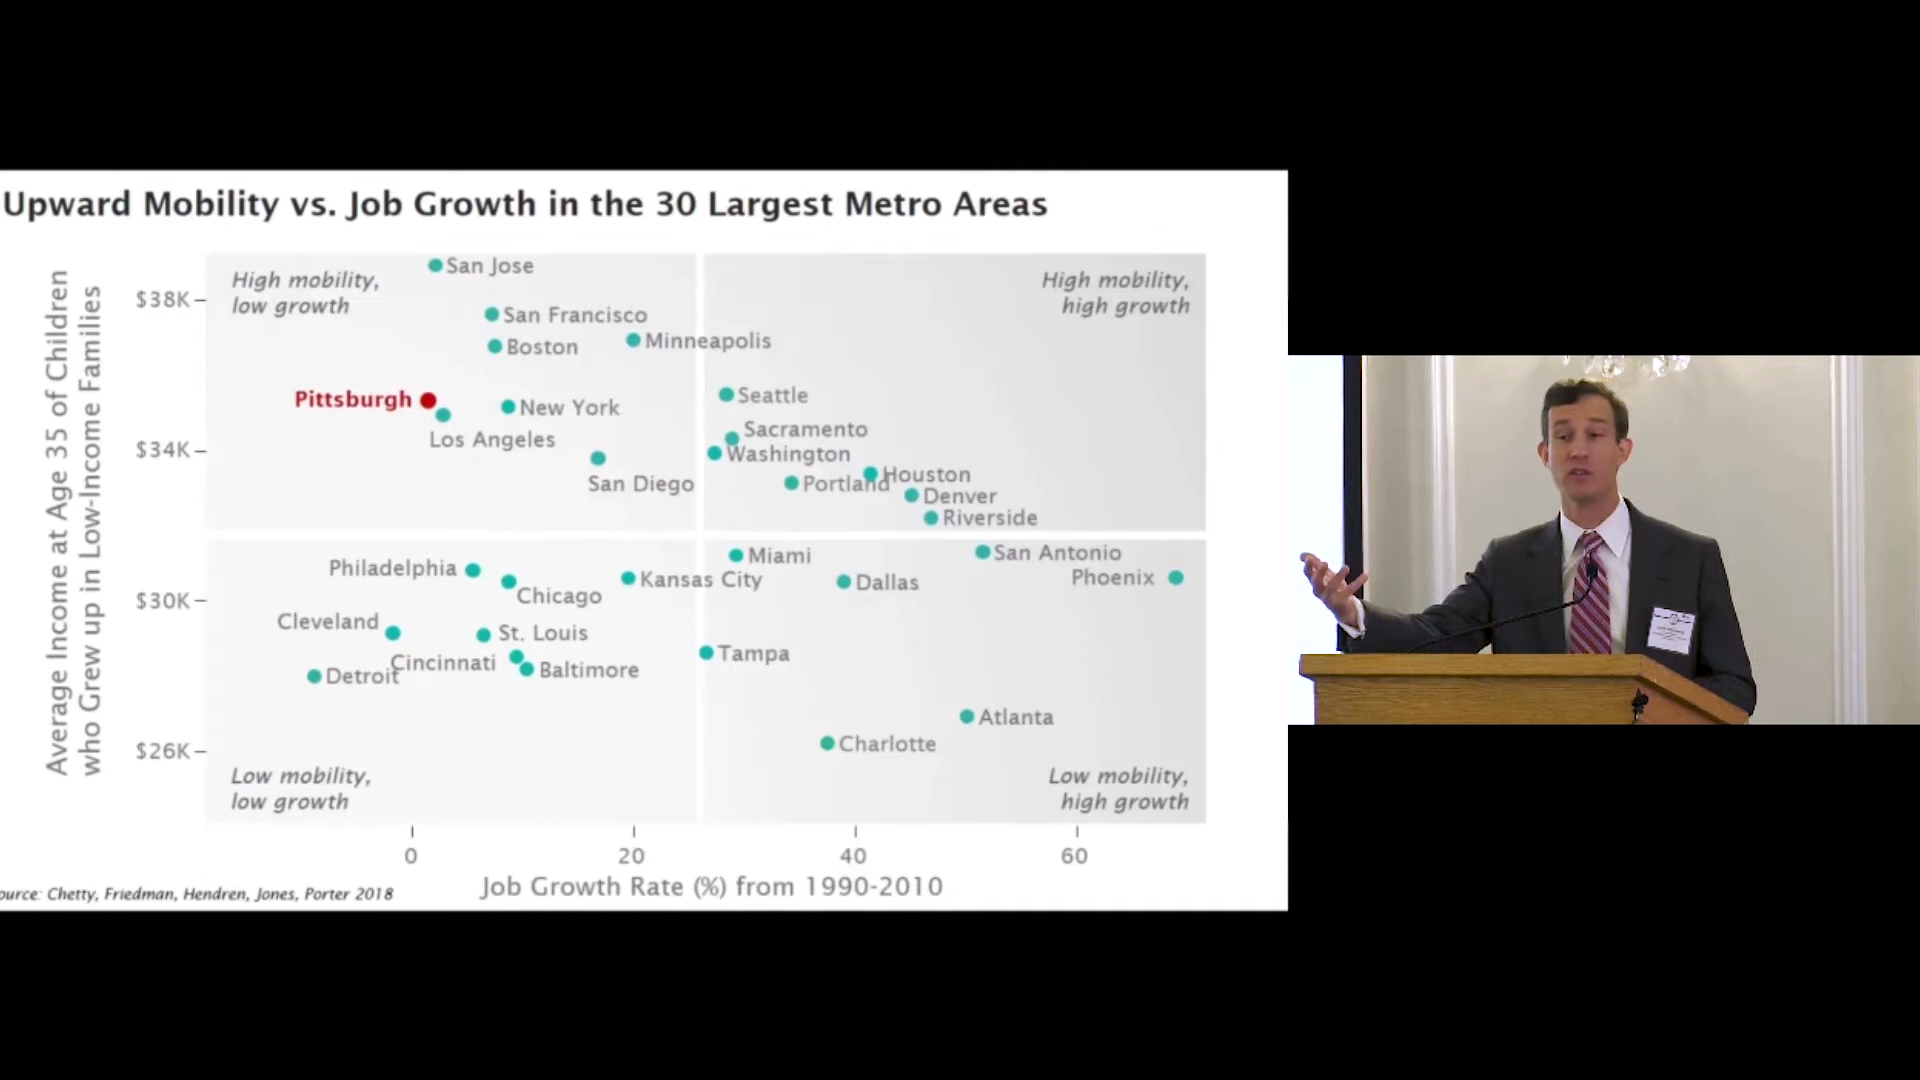 Upward Mobility vs. Job Growth in the 30 Largest Metro Areas
Average Income at Age 35 of Children
who Grew up in Low-Income Families
$38K
$34K
$30K
$26K
High mobility,
low growth
High mobility,
high growth
San Jose
San Francisco
Minneapolis
Boston
Pittsburgh
New York
Seattle
Los Angeles
Sacramento
Washington
San Diego
Houston
Portland
Denver
Riverside
Philadelphia
Miami
San Antonio
Kansas City
Dallas
Phoenix
Chicago
Cleveland
St. Louis
Cincinnati
Tampa
Detroit
Baltimore
Atlanta
Charlotte
Low mobility,
low growth
Low mobility,
high growth
0
20
40
60
Job Growth Rate (%) from 1990-2010
ource: Chetty, Friedman, Hendren, Jones, Porter 2018